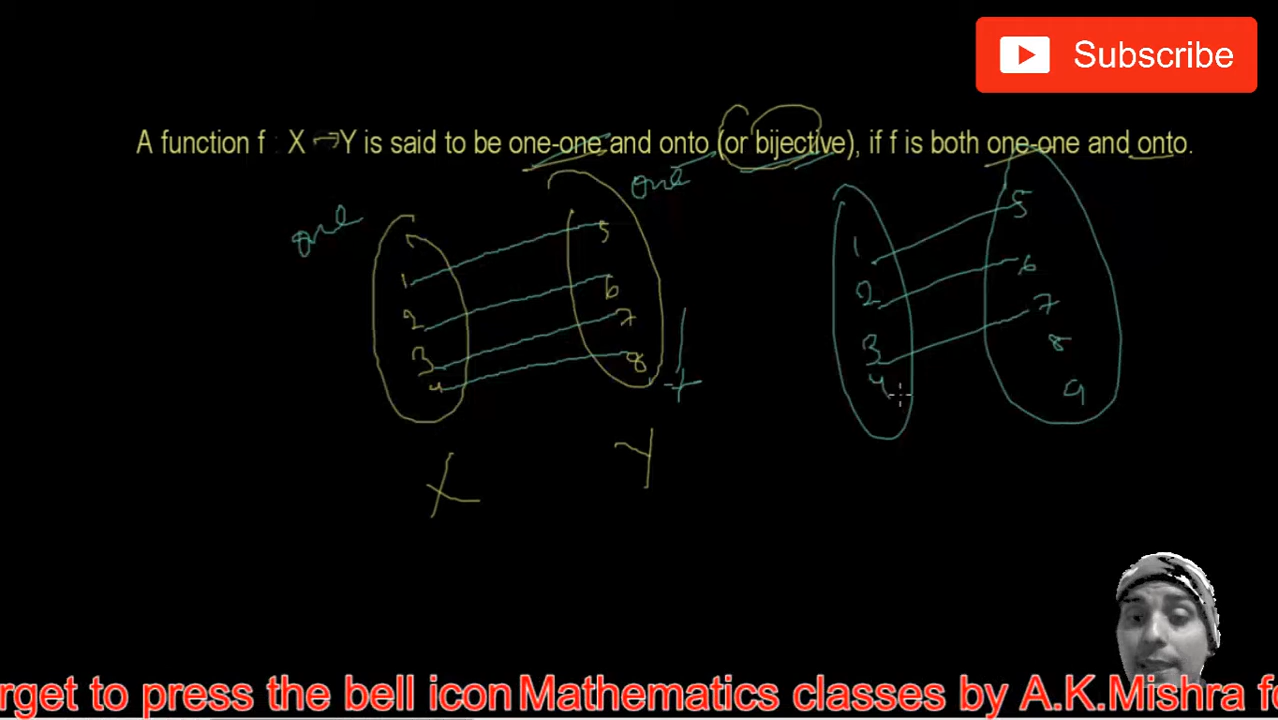 Subscribe
A function f : X → Y is said to be one-one and onto (or bijective), if f is both one-one and onto.
one
one
1
2
3
4
5
6
7
8
X
Y
1
2
3
4
5
6
7
8
9
rget to press the bell icon Mathematics classes by A.K.Mishra fo